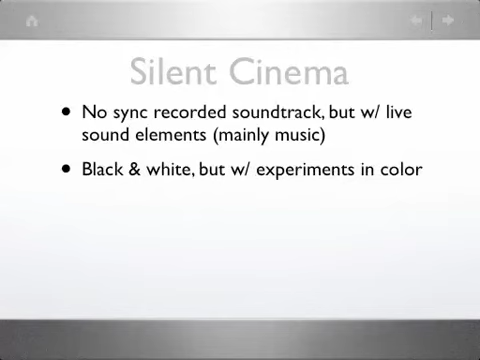 Silent Cinema
• No sync recorded soundtrack, but w/ live
sound elements (mainly music)
• Black & white, but w/ experiments in color